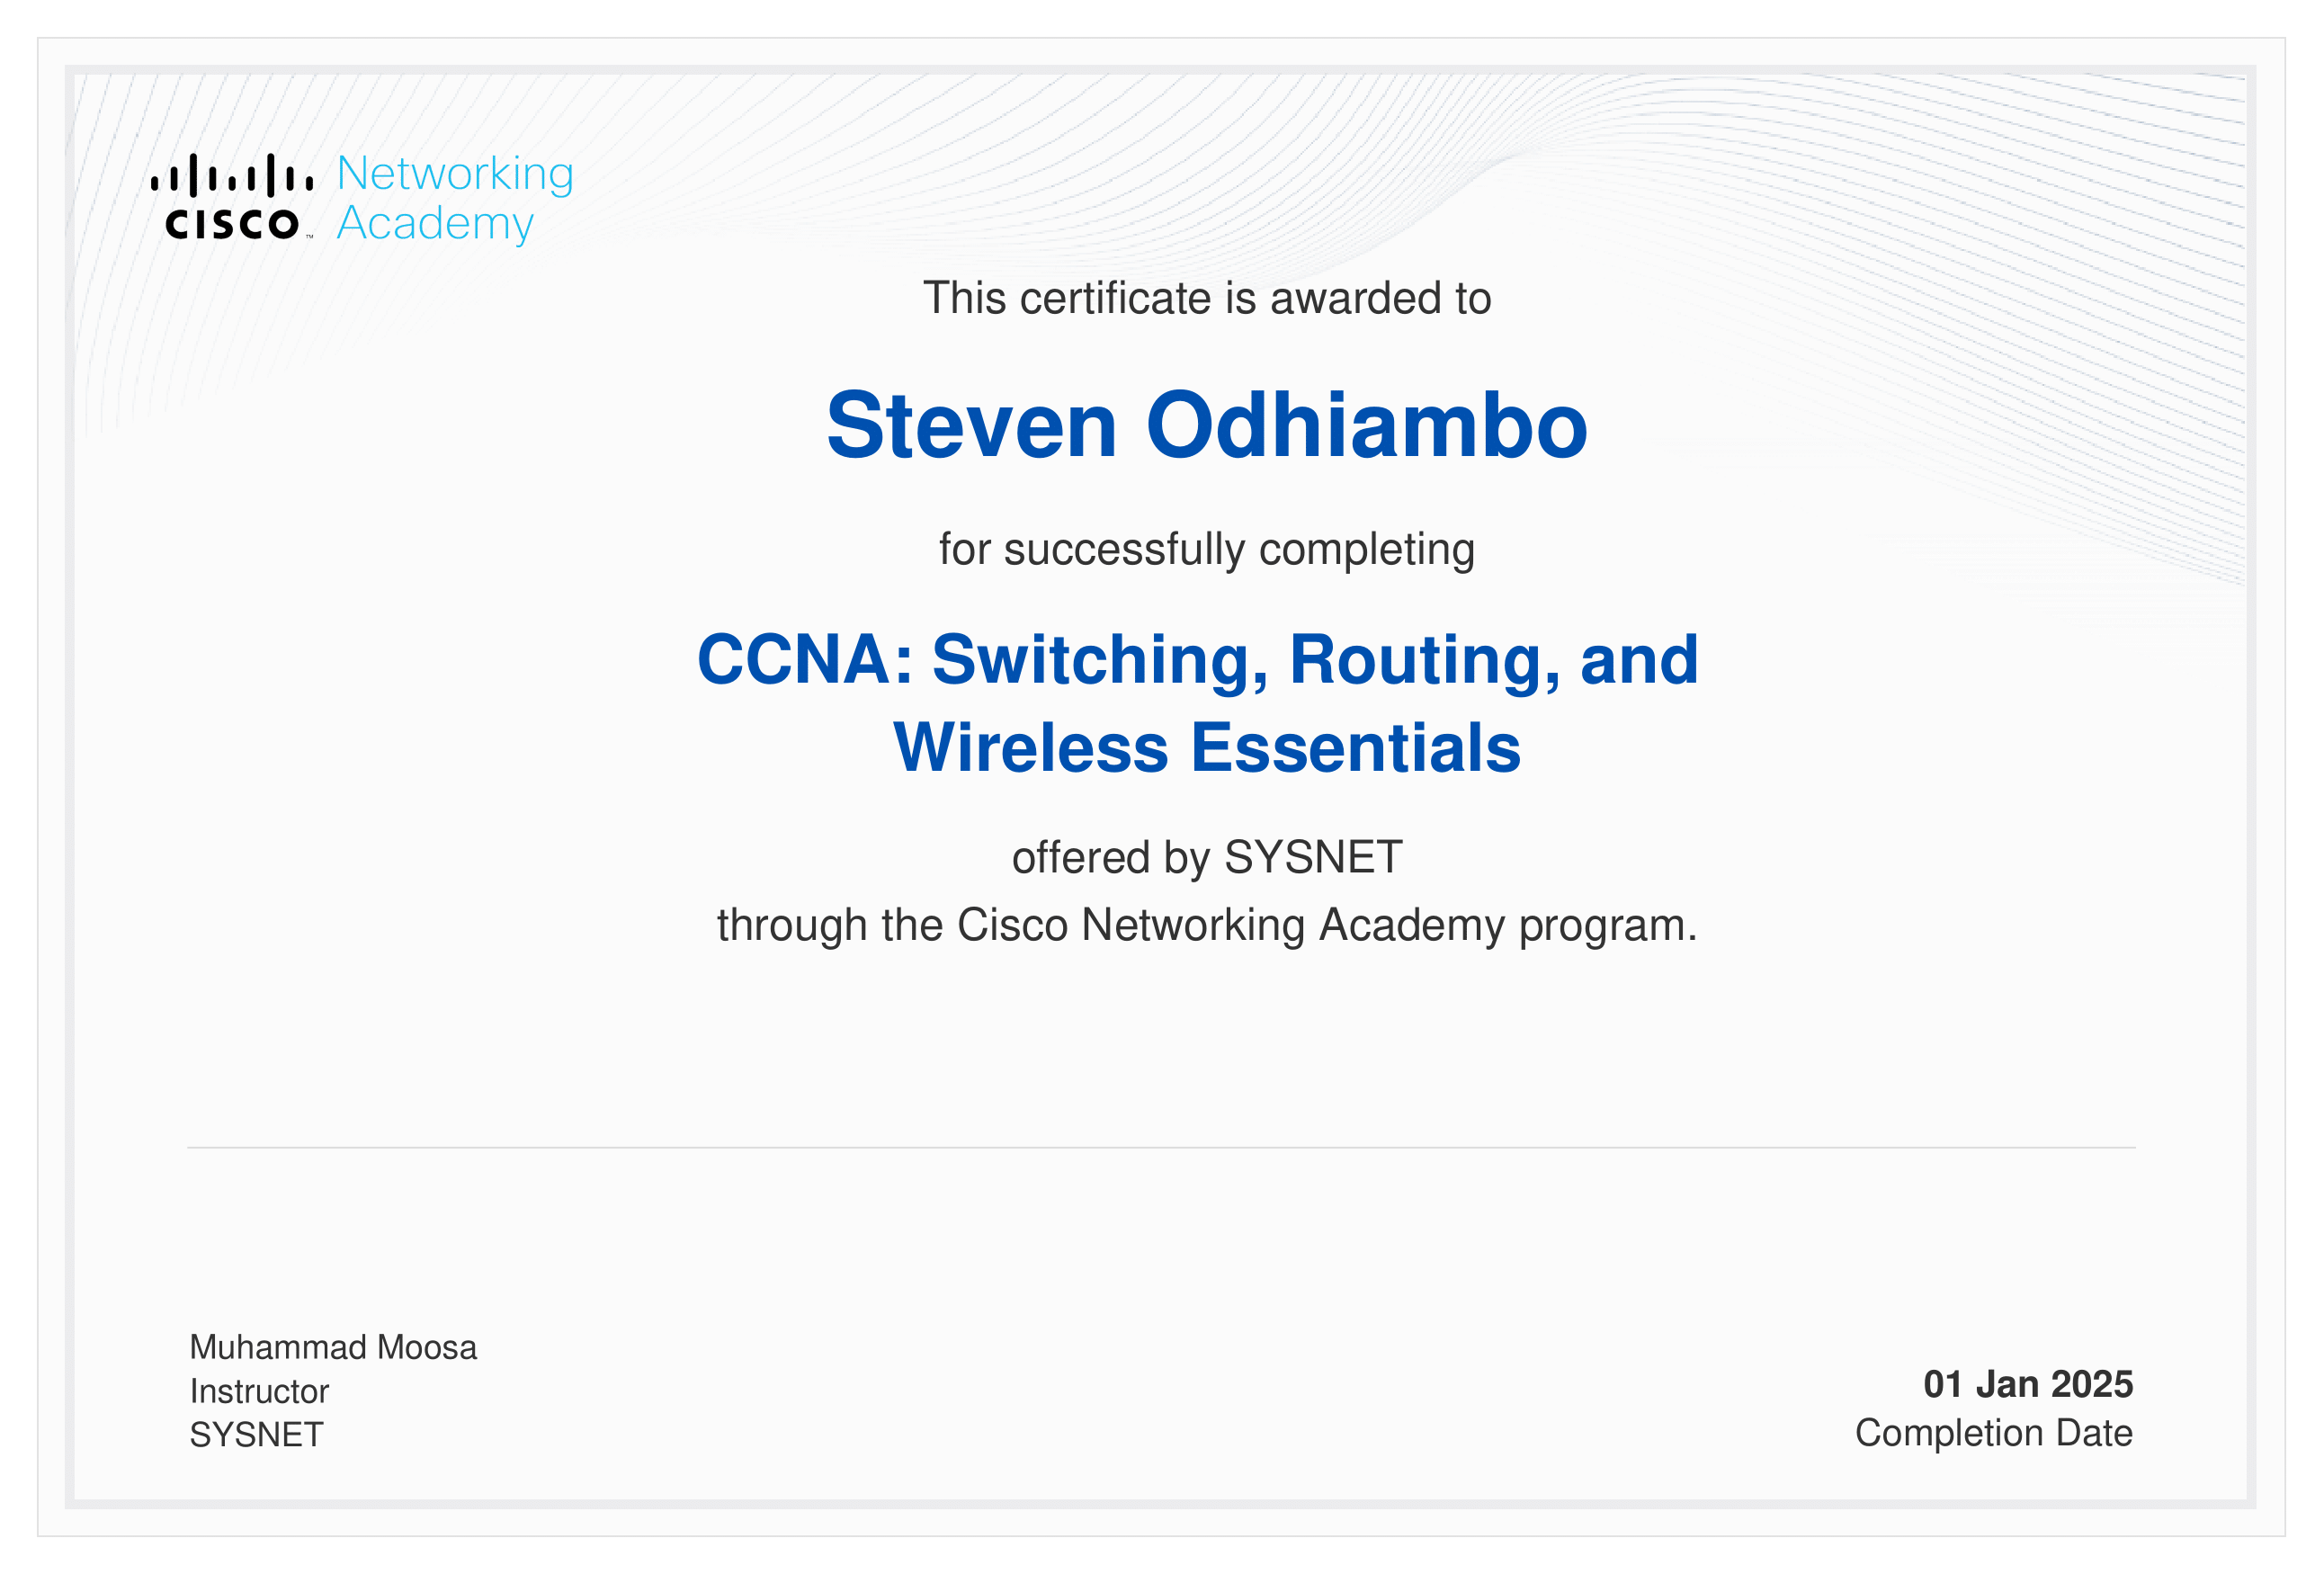 Networking
Academy
CISCO™
This certificate is awarded to
Steven Odhiambo
for successfully completing
CCNA: Switching, Routing, and
Wireless Essentials
offered by SYSNET
through the Cisco Networking Academy program.
Muhammad Moosa
Instructor
SYSNET
01 Jan 2025
Completion Date